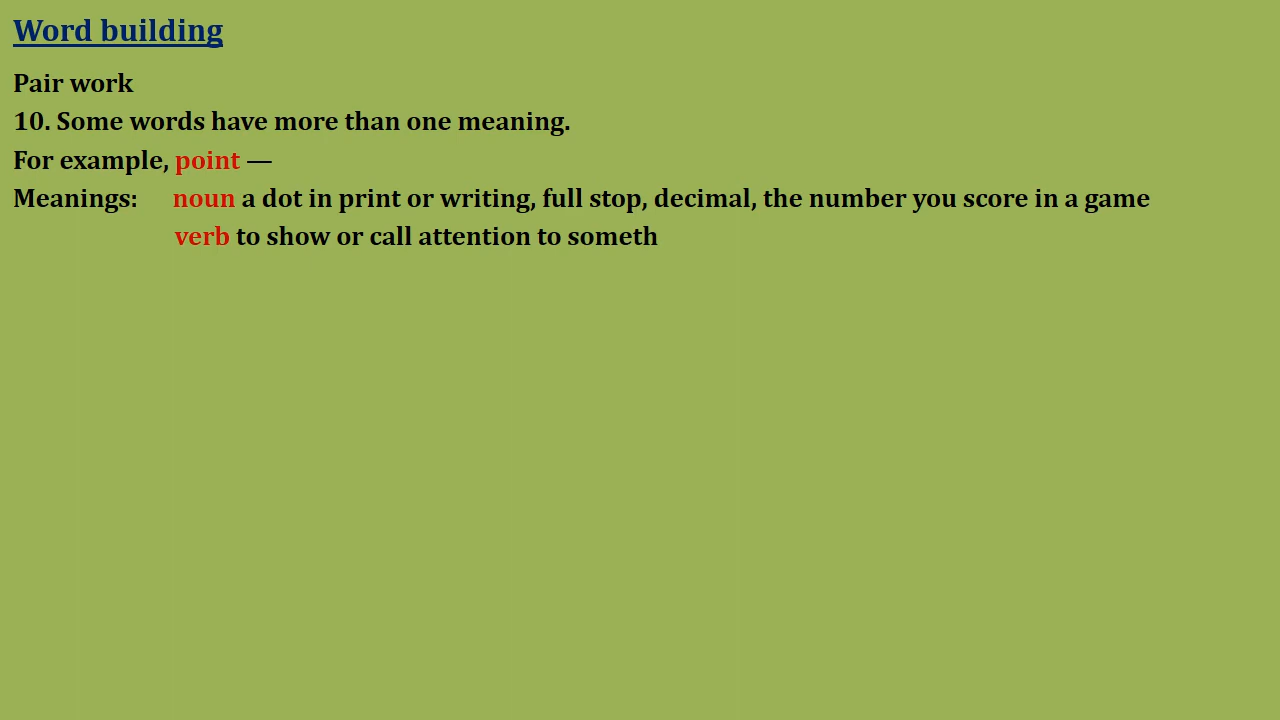 Word building
Pair work
10. Some words have more than one meaning.
For example, point —
Meanings: noun a dot in print or writing, full stop, decimal, the number you score in a game
verb to show or call attention to someth